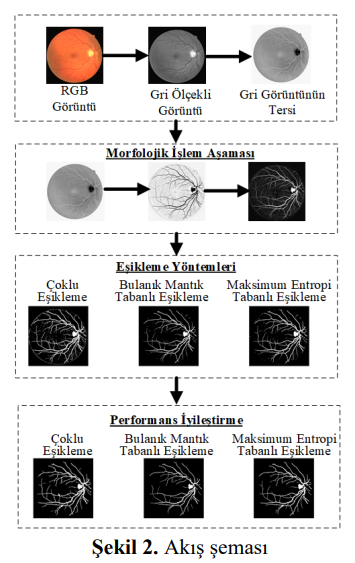 RGB Görüntü
Gri Ölçekli Görüntü
Gri Görüntünün Tersi
Morfolojik İşlem Aşaması
Eşikleme Yöntemleri
Çoklu Eşikleme
Bulanık Mantık Tabanlı Eşikleme
Maksimum Entropi Tabanlı Eşikleme
Performans İyileştirme
Çoklu Eşikleme
Bulanık Mantık Tabanlı Eşikleme
Maksimum Entropi Tabanlı Eşikleme
Şekil 2. Akış şeması